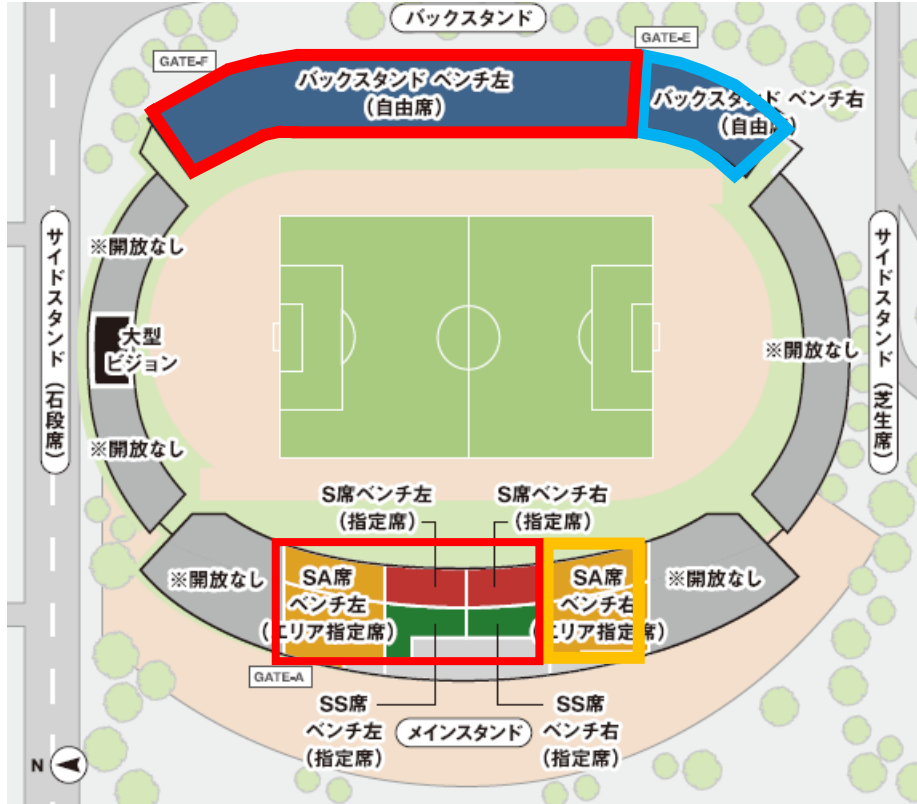 バックスタンド
GATE-F
GATE-E
バックスタンド ベンチ左
（自由席）
バックスタンド ベンチ右
（自由席）
サイドスタンド（石段席）
※開放なし
大型
ビジョン
※開放なし
※開放なし
サイドスタンド（芝生席）
S席ベンチ左
（指定席）
S席ベンチ右
（指定席）
※開放なし
SA席
ベンチ左
（エリア指定席）
SA席
ベンチ右
（エリア指定席）
※開放なし
GATE-A
SS席
ベンチ左
（指定席）
メインスタンド
SS席
ベンチ右
（指定席）
N